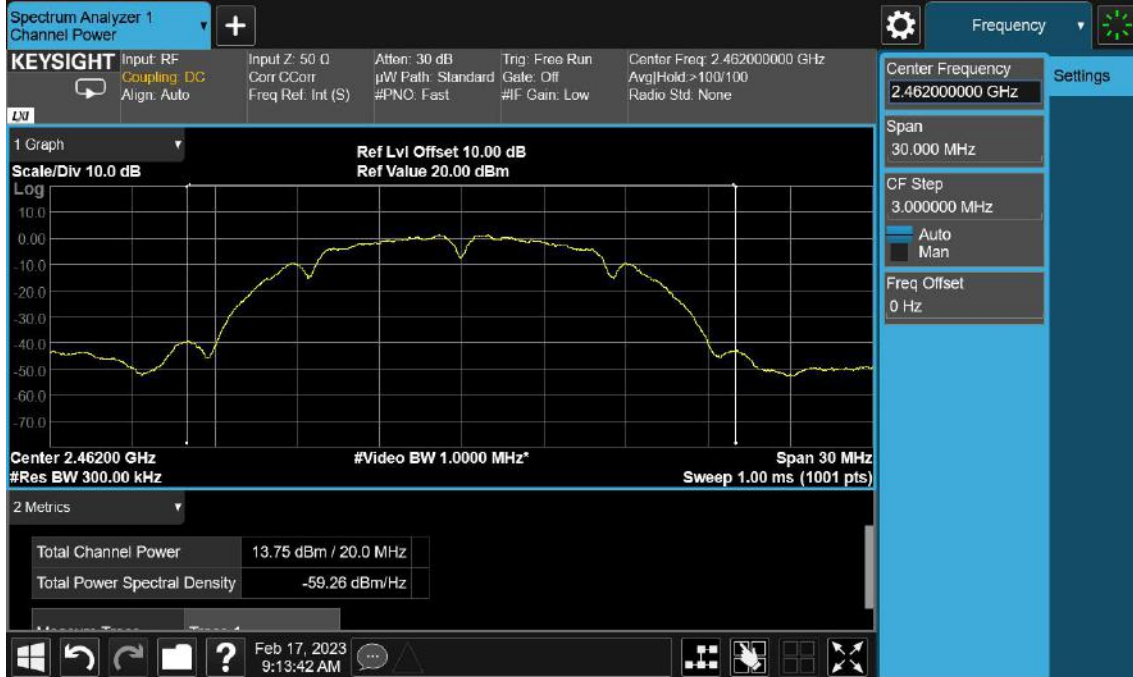 Spectrum Analyzer 1
Channel Power
Frequency
KEYSIGHT
Input: RF
Coupling: DC
Align: Auto
Input Z: 50 Ω
Corr CCorr
Freq Ref: Int (S)
Atten: 30 dB
µW Path: Standard
#PNO: Fast
Trig: Free Run
Gate: Off
#IF Gain: Low
Center Freq: 2.462000000 GHz
Avg|Hold:>100/100
Radio Std: None
LXI
1 Graph
Scale/Div 10.0 dB
Ref Lvl Offset 10.00 dB
Ref Value 20.00 dBm
Log
10.0
0.00
-10.0
-20.0
-30.0
-40.0
-50.0
-60.0
-70.0
Center 2.46200 GHz
#Video BW 1.0000 MHz*
Span 30 MHz
#Res BW 300.00 kHz
Sweep 1.00 ms (1001 pts)
2 Metrics
Total Channel Power 13.75 dBm / 20.0 MHz
Total Power Spectral Density -59.26 dBm/Hz
?
Feb 17, 2023
9:13:42 AM
Center Frequency
2.462000000 GHz
Settings
Span
30.000 MHz
CF Step
3.000000 MHz
Auto
Man
Freq Offset
0 Hz